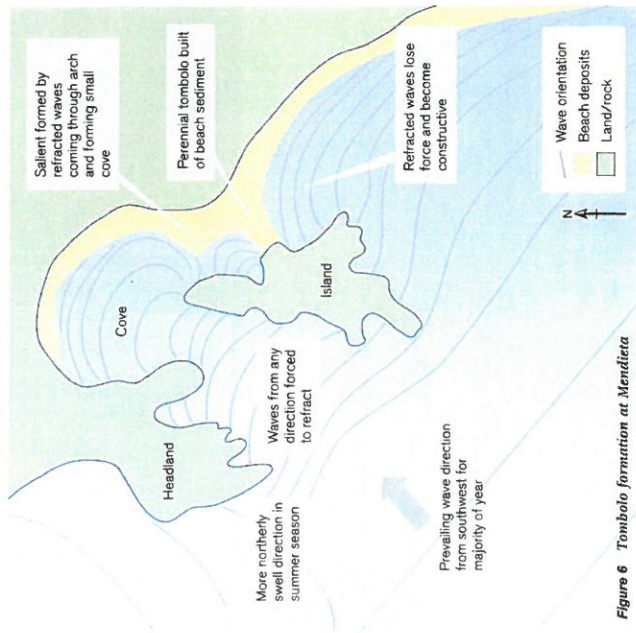 Salient formed by
refracted waves
coming through arch
and forming small
cove
Perennial tombolo built
of beach sediment
Refracted waves lose
force and become
constructive
Cove
Headland
Island
Waves from any
direction forced
to refract
More northerly
swell direction in
summer season
Prevailing wave direction
from southwest for
majority of year
N
Wave orientation
Beach deposits
Land/rock
Figure 6 Tombolo formation at Mendieta